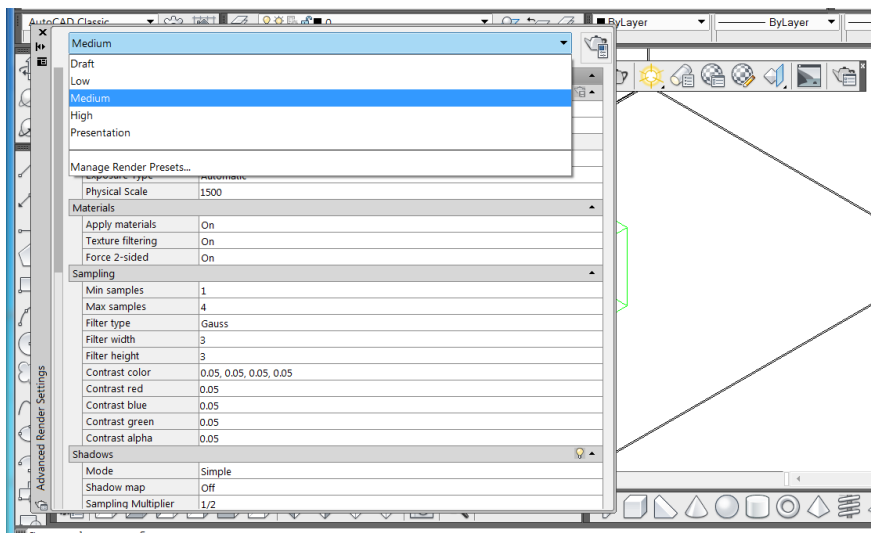 AutoCAD Classic
ByLayer
ByLayer
Medium
Draft
Low
Medium
High
Presentation
Manage Render Presets...
Exposure Type Automatic
Physical Scale 1500
Materials
Apply materials On
Texture filtering On
Force 2-sided On
Sampling
Min samples 1
Max samples 4
Filter type Gauss
Filter width 3
Filter height 3
Contrast color 0.05, 0.05, 0.05, 0.05
Contrast red 0.05
Contrast blue 0.05
Contrast green 0.05
Contrast alpha 0.05
Shadows
Mode Simple
Shadow map Off
Sampling Multiplier 1/2
Advanced Render Settings